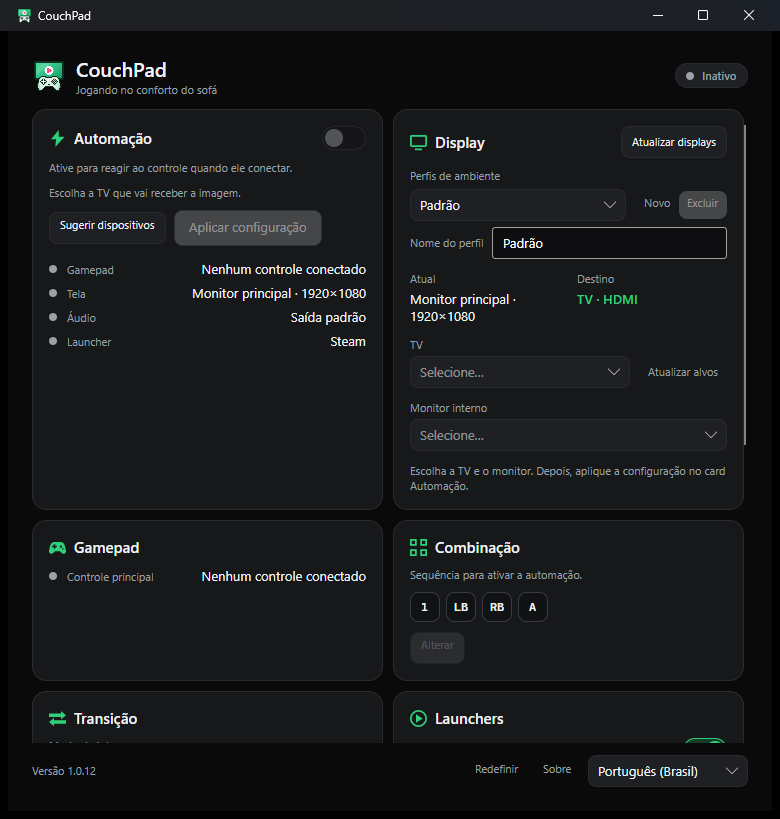 CouchPad
CouchPad
Jogando no conforto do sofá
Inativo
Automação
Ative para reagir ao controle quando ele conectar.
Escolha a TV que vai receber a imagem.
Sugerir dispositivos
Aplicar configuração
Gamepad
Nenhum controle conectado
Tela
Monitor principal · 1920×1080
Áudio
Saída padrão
Launcher
Steam
Display
Atualizar displays
Perfis de ambiente
Padrão
Novo
Excluir
Nome do perfil
Padrão
Atual
Monitor principal ·
1920×1080
Destino
TV · HDMI
TV
Selecione...
Atualizar alvos
Monitor interno
Selecione...
Escolha a TV e o monitor. Depois, aplique a configuração no card
Automação.
Gamepad
Controle principal
Nenhum controle conectado
Combinação
Sequência para ativar a automação.
1
LB
RB
A
Alterar
Transição
Launchers
Versão 1.0.12
Redefinir
Sobre
Português (Brasil)